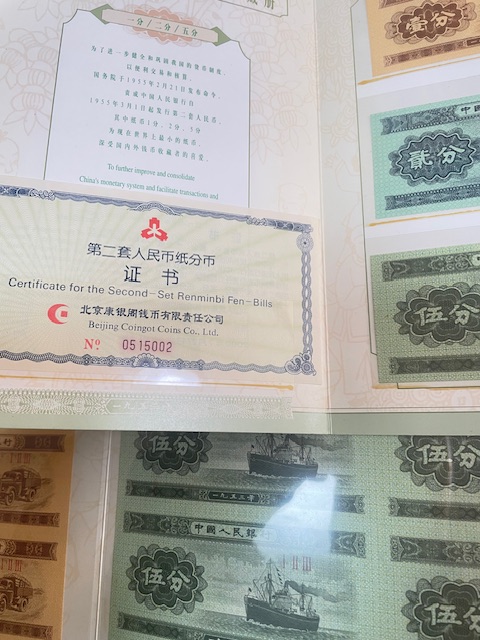 册
一分/二分/五分
为了进一步健全和巩固我国的货币制度,
以便利交易和核算,
国务院于1955年2月21日发布命令,
责成中国人民银行自
1955年3月1日起发行第二套人民币,
其中纸币1分、2分、5分
为现在世界上最小的纸币,
深受国内外钱币收藏者的喜爱。
To further improve and consolidate
China's monetary system and facilitate transactions and
壹分
中国
贰分
伍分
第二套人民币纸分币
证书
Certificate for the Second-Set Renminbi Fen-Bills
北京康银阁钱币有限责任公司
Beijing Coingot Coins Co., Ltd.
Nº 0515002
伍分
伍分
一九五三年
中國人民銀
伍分
伍分